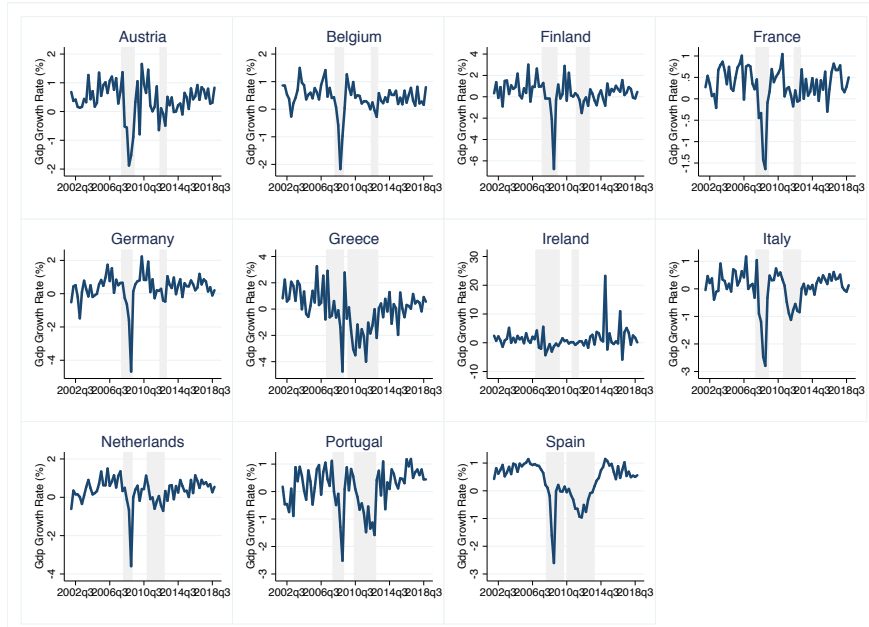 Austria
Gdp Growth Rate (%)
2
1
0
-1
-2
2002q3 2006q3 2010q3 2014q3 2018q3
Belgium
Gdp Growth Rate (%)
2
1
0
-1
-2
2002q3 2006q3 2010q3 2014q3 2018q3
Finland
Gdp Growth Rate (%)
4
2
0
-2
-4
-6
2002q3 2006q3 2010q3 2014q3 2018q3
France
Gdp Growth Rate (%)
1
.5
0
-.5
-1
-1.5
2002q3 2006q3 2010q3 2014q3 2018q3
Germany
Gdp Growth Rate (%)
2
0
-2
-4
2002q3 2006q3 2010q3 2014q3 2018q3
Greece
Gdp Growth Rate (%)
4
2
0
-2
-4
2002q3 2006q3 2010q3 2014q3 2018q3
Ireland
Gdp Growth Rate (%)
30
20
10
0
-10
2002q3 2006q3 2010q3 2014q3 2018q3
Italy
Gdp Growth Rate (%)
1
0
-1
-2
-3
2002q3 2006q3 2010q3 2014q3 2018q3
Netherlands
Gdp Growth Rate (%)
2
0
-2
-4
2002q3 2006q3 2010q3 2014q3 2018q3
Portugal
Gdp Growth Rate (%)
1
0
-1
-2
-3
2002q3 2006q3 2010q3 2014q3 2018q3
Spain
Gdp Growth Rate (%)
1
0
-1
-2
-3
2002q3 2006q3 2010q3 2014q3 2018q3